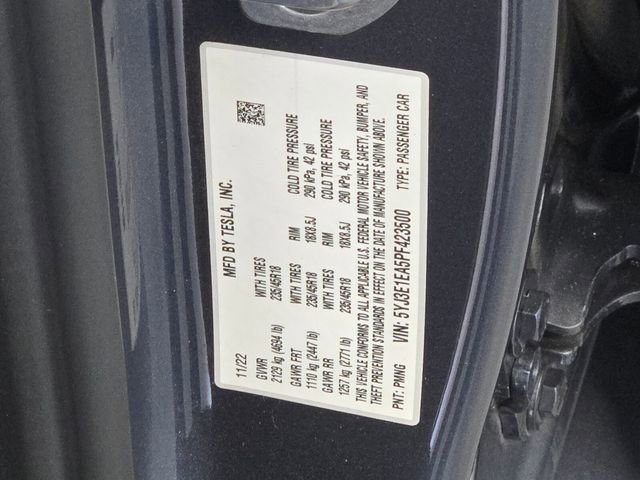 MFD BY TESLA, INC.
11/22
GVWR WITH TIRES RIM COLD TIRE PRESSURE
2129 kg (4694 lb) 235/45R18 18X8.5J 290 kPa, 42 psi
GAWR FRT WITH TIRES RIM COLD TIRE PRESSURE
1110 kg (2447 lb) 235/45R18 18X8.5J 290 kPa, 42 psi
GAWR RR
1257 kg (2771 lb) 235/45R18
THIS VEHICLE CONFORMS TO ALL APPLICABLE U.S. FEDERAL MOTOR VEHICLE SAFETY, BUMPER, AND
THEFT PREVENTION STANDARDS IN EFFECT ON THE DATE OF MANUFACTURE SHOWN ABOVE.
VIN: 5YJ3E1EA5PF423500
PNT: PMNG TYPE: PASSENGER CAR